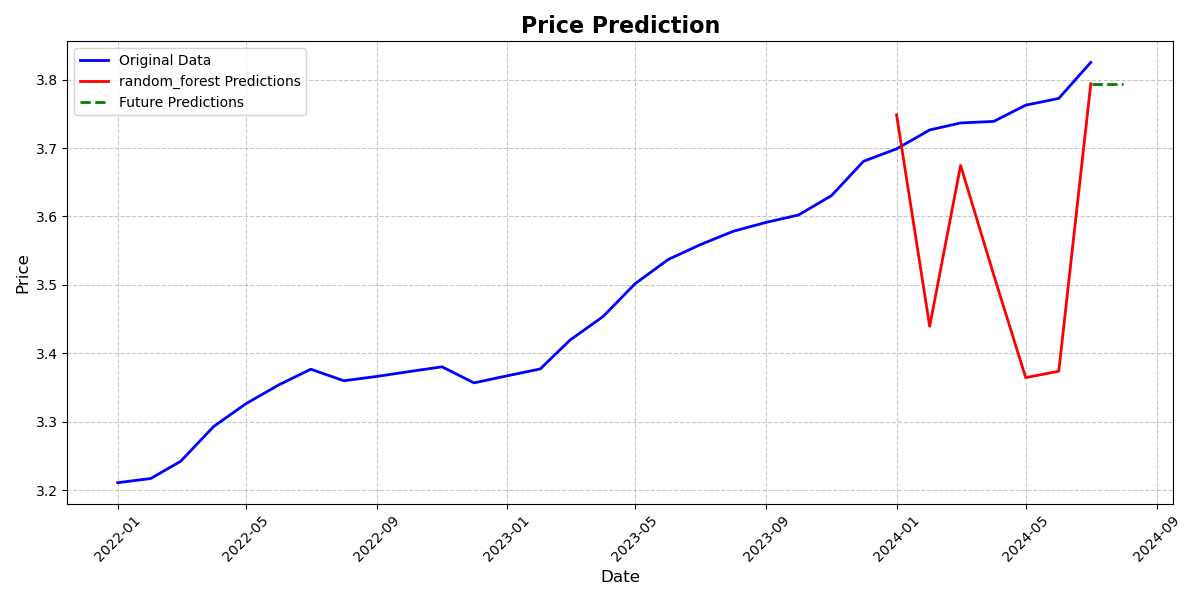 Price Prediction
Original Data
random_forest Predictions
Future Predictions
Price
3.8
3.7
3.6
3.5
3.4
3.3
3.2
2022-01
2022-05
2022-09
2023-01
2023-05
2023-09
2024-01
2024-05
2024-09
Date